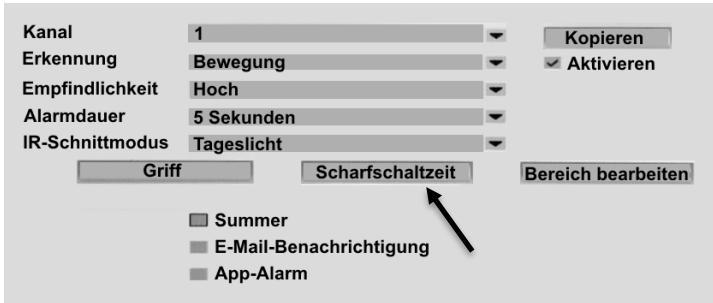 Kanal 1 Kopieren
Erkennung Bewegung Aktivieren
Empfindlichkeit Hoch
Alarmdauer 5 Sekunden
IR-Schnittmodus Tageslicht
Griff Scharfschaltzeit Bereich bearbeiten
Summer
E-Mail-Benachrichtigung
App-Alarm